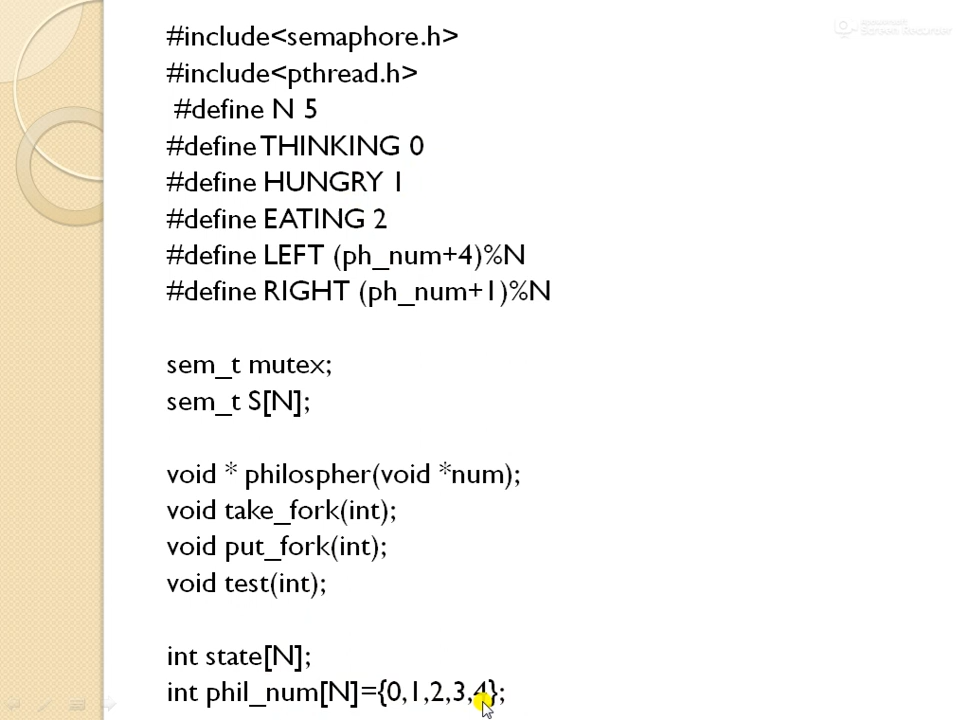 #include<semaphore.h>
#include<pthread.h>
#define N 5
#define THINKING 0
#define HUNGRY 1
#define EATING 2
#define LEFT (ph_num+4)%N
#define RIGHT (ph_num+1)%N
sem_t mutex;
sem_t S[N];
void * philospher(void *num);
void take_fork(int);
void put_fork(int);
void test(int);
int state[N];
int phil_num[N]={0,1,2,3,4};
Screen Recorder